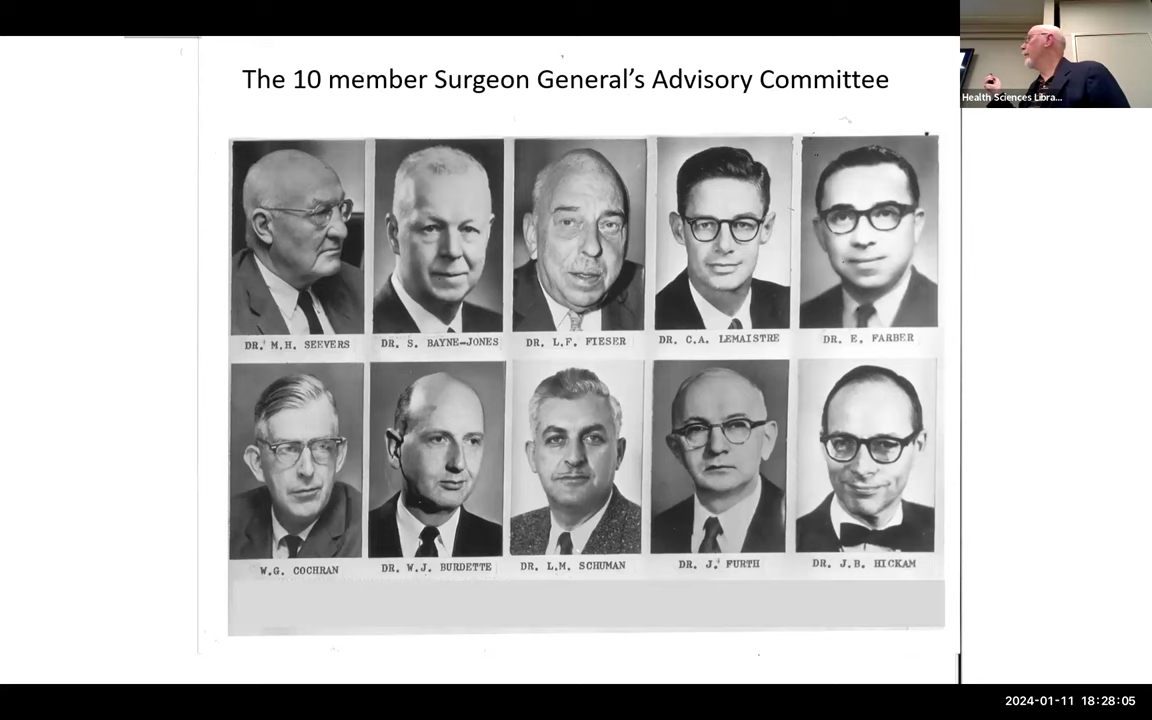 The 10 member Surgeon General’s Advisory Committee
Health Sciences Libra...
DR. M.H. SEEVERS
DR. S. BAYNE-JONES
DR. L.F. FIESER
DR. C.A. LEMAISTRE
DR. E. FARBER
W.G. COCHRAN
DR. W.J. BURDETTE
DR. L.M. SCHUMAN
DR. J. FURTH
DR. J.B. HICKAM
2024-01-11 18:28:05